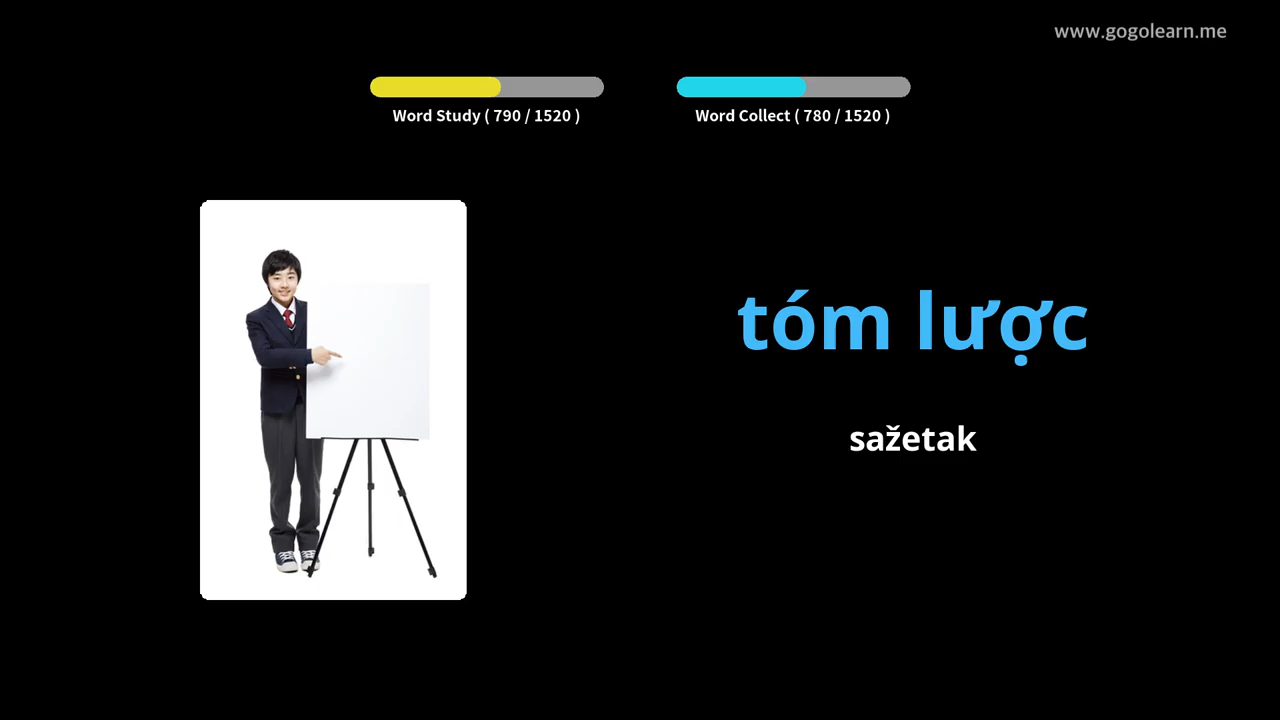 www.gogolearn.me
Word Study ( 790 / 1520 )
Word Collect ( 780 / 1520 )
tóm lược
sažetak